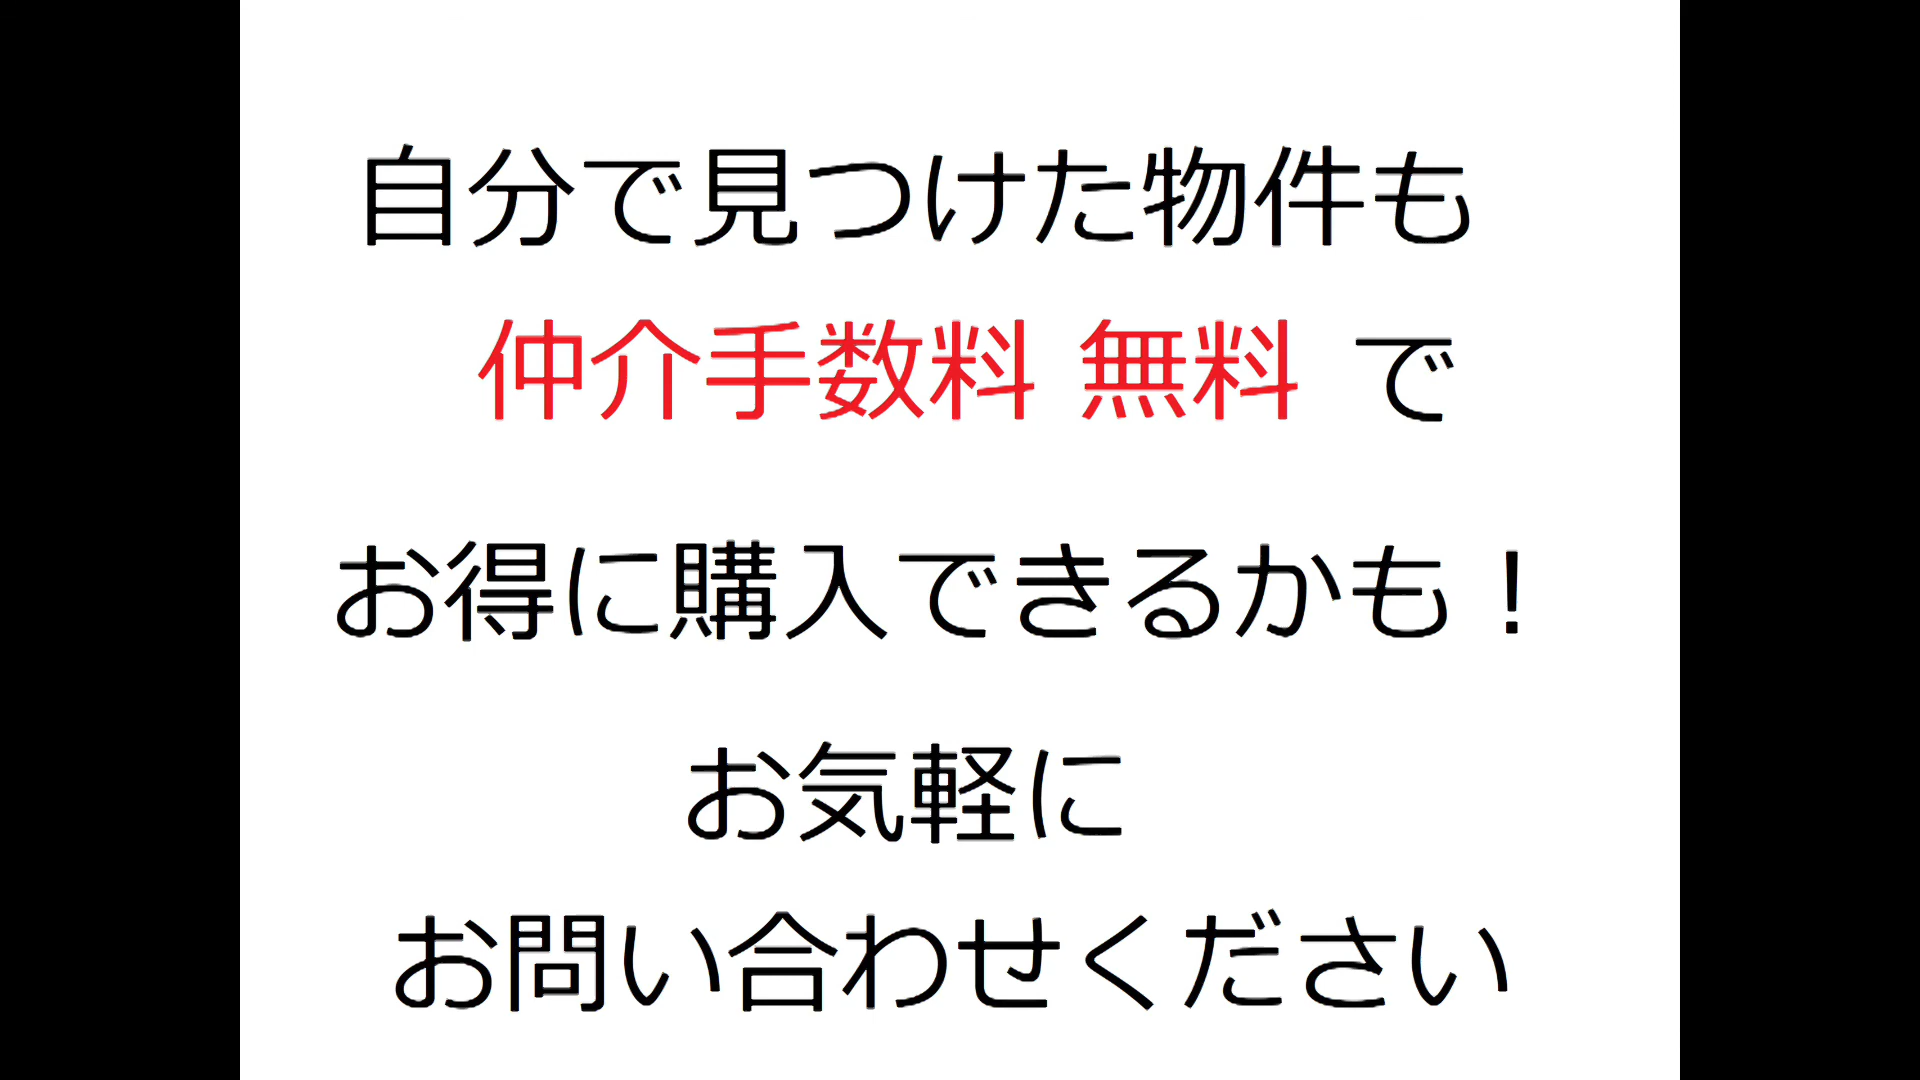 自分で見つけた物件も
仲介手数料 無料 で
お得に購入できるかも！
お気軽に
お問い合わせください